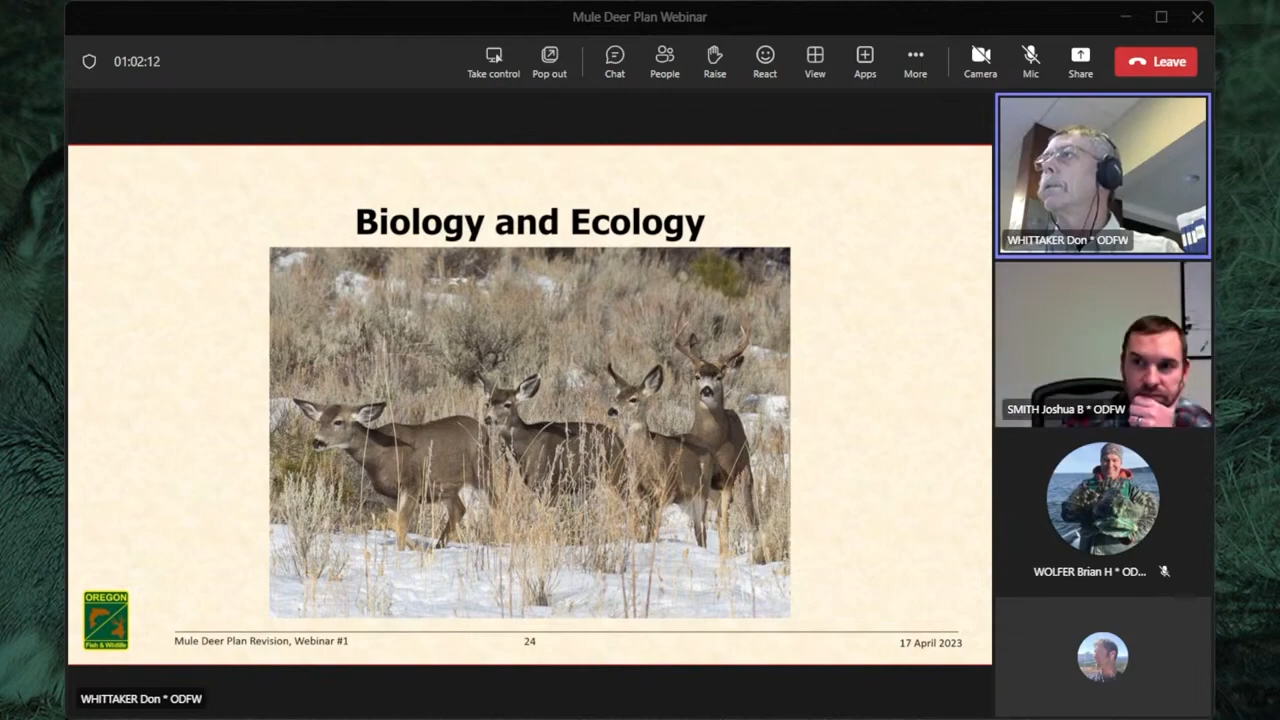 Mule Deer Plan Webinar
01:02:12
Take control
Pop out
Chat
People
Raise
React
View
Apps
More
Camera
Mic
Share
Leave
Biology and Ecology
OREGON
Fish & Wildlife
Mule Deer Plan Revision, Webinar #1
24
17 April 2023
WHITTAKER Don * ODFW
SMITH Joshua B * ODFW
WOLFER Brian H * OD...
WHITTAKER Don * ODFW